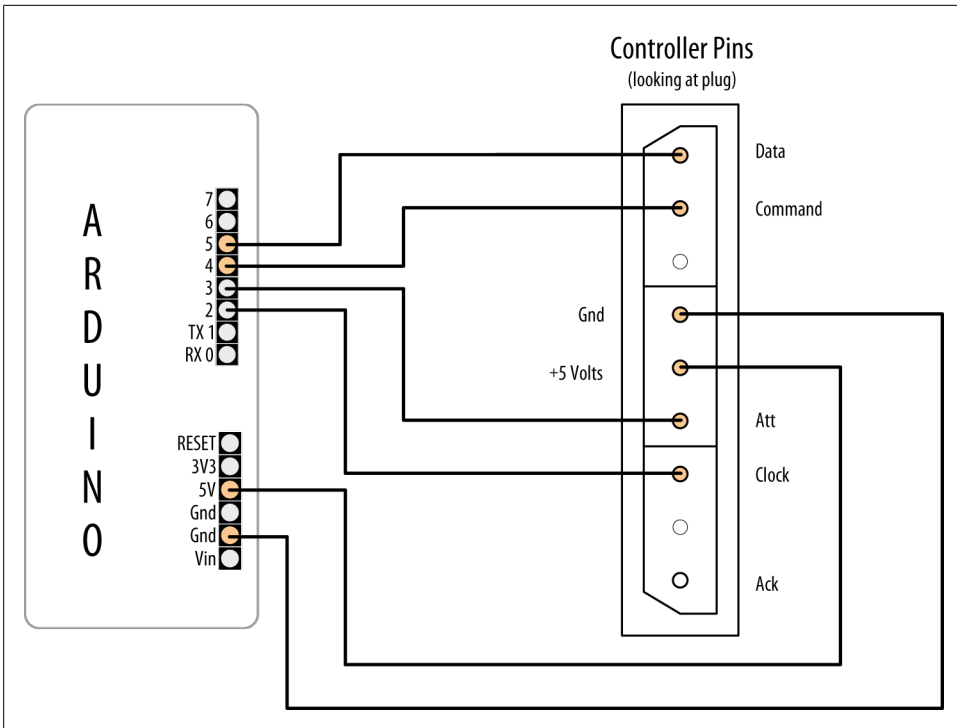 Controller Pins
(looking at plug)
ARDUINO
7
6
5
4
3
2
TX 1
RX 0
RESET
3V3
5V
Gnd
Gnd
Vin
Data
Command
Gnd
+5 Volts
Att
Clock
Ack